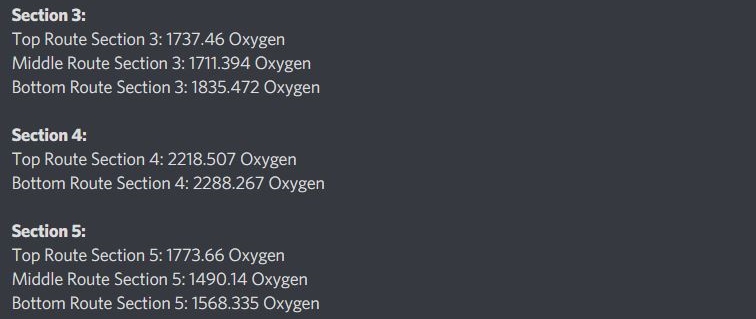 Section 3:
Top Route Section 3: 1737.46 Oxygen
Middle Route Section 3: 1711.394 Oxygen
Bottom Route Section 3: 1835.472 Oxygen
Section 4:
Top Route Section 4: 2218.507 Oxygen
Bottom Route Section 4: 2288.267 Oxygen
Section 5:
Top Route Section 5: 1773.66 Oxygen
Middle Route Section 5: 1490.14 Oxygen
Bottom Route Section 5: 1568.335 Oxygen